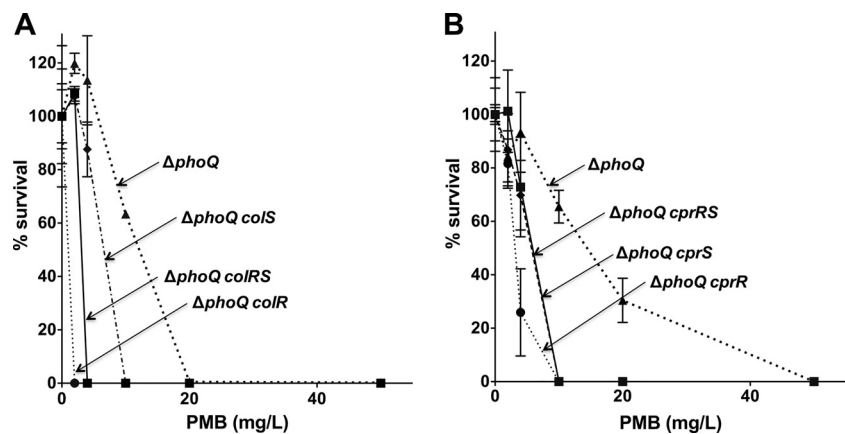 A
120
100
80
60
40
20
0
% survival
ΔphoQ
ΔphoQ colS
ΔphoQ colRS
ΔphoQ colR
0 20 40
PMB (mg/L)
B
120
100
80
60
40
20
0
% survival
ΔphoQ
ΔphoQ cprRS
ΔphoQ cprS
ΔphoQ cprR
0 20 40
PMB (mg/L)